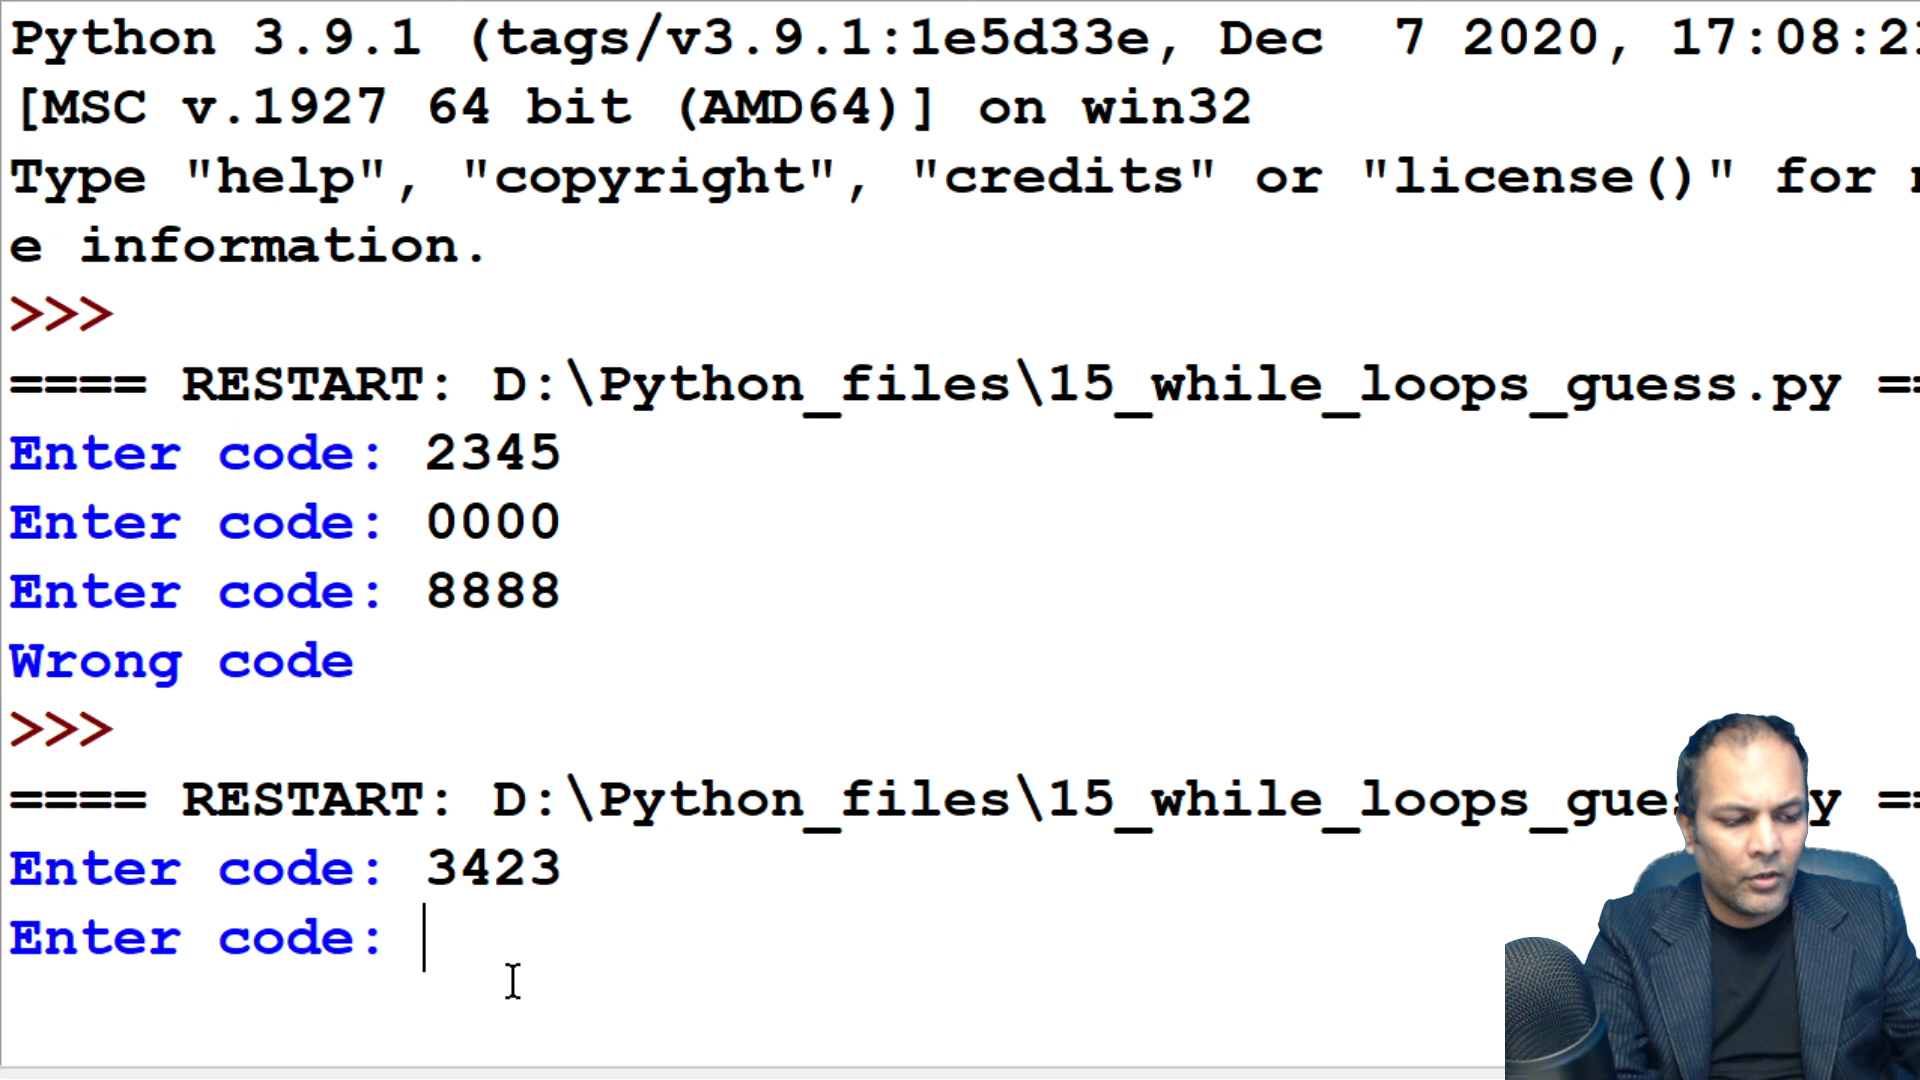 Python 3.9.1 (tags/v3.9.1:1e5d33e, Dec  7 2020, 17:08:2
[MSC v.1927 64 bit (AMD64)] on win32
Type "help", "copyright", "credits" or "license()" for
e information.
>>>
==== RESTART: D:\Python_files\15_while_loops_guess.py ==
Enter code: 2345
Enter code: 0000
Enter code: 8888
Wrong code
>>>
==== RESTART: D:\Python_files\15_while_loops_gues y ==
Enter code: 3423
Enter code: